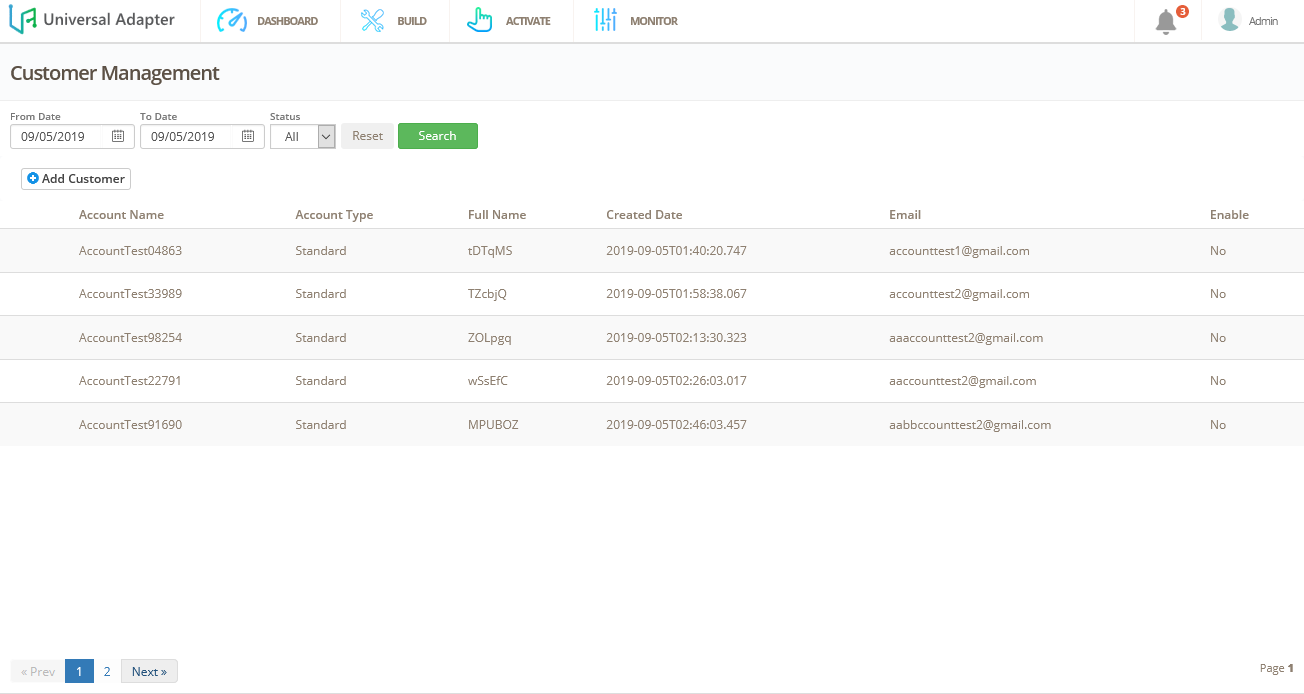 Universal Adapter DASHBOARD BUILD ACTIVATE MONITOR 3 Admin
Customer Management
From Date To Date Status
09/05/2019 09/05/2019 All Reset Search
Add Customer
Account Name Account Type Full Name Created Date Email Enable
AccountTest04863 Standard tDTqMS 2019-09-05T01:40:20.747 accounttest1@gmail.com No
AccountTest33989 Standard TZcbjQ 2019-09-05T01:58:38.067 accounttest2@gmail.com No
AccountTest98254 Standard ZOLpgq 2019-09-05T02:13:30.323 aaaccounttest2@gmail.com No
AccountTest22791 Standard wSsEfC 2019-09-05T02:26:03.017 aaccounttest2@gmail.com No
AccountTest91690 Standard MPUBOZ 2019-09-05T02:46:03.457 aabbccounttest2@gmail.com No
« Prev 1 2 Next » Page 1